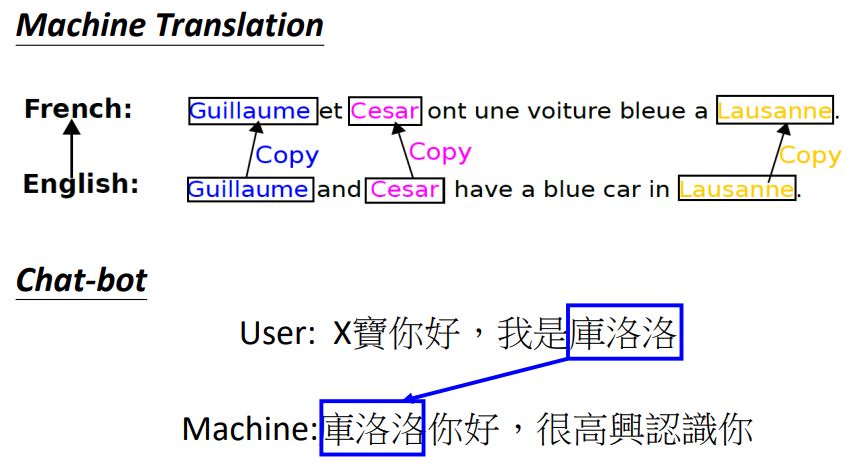 Machine Translation
French: Guillaume et Cesar ont une voiture bleue a Lausanne.
Copy Copy Copy
English: Guillaume and Cesar have a blue car in Lausanne.
Chat-bot
User: X寶你好，我是庫洛洛
Machine: 庫洛洛你好，很高興認識你